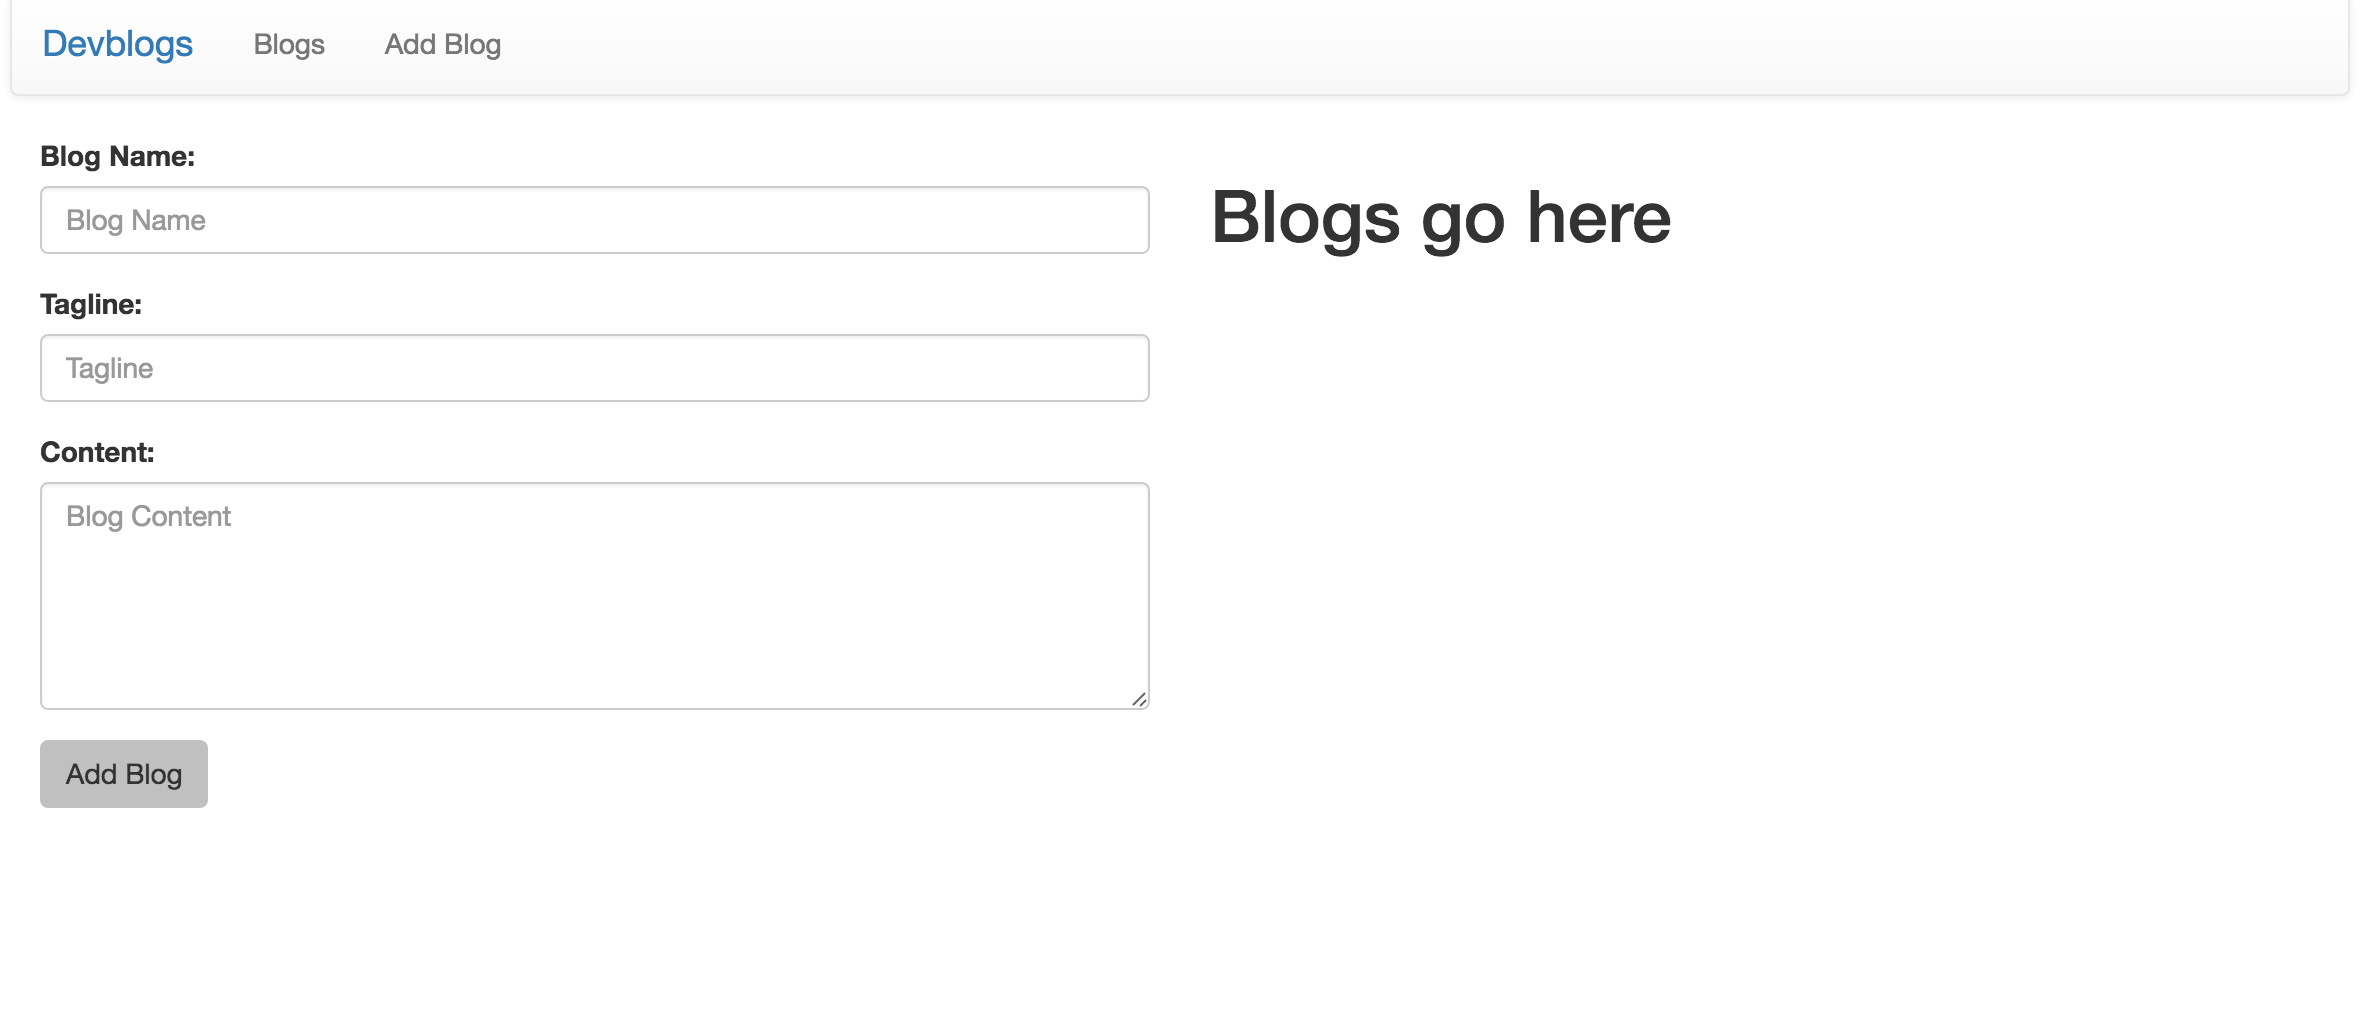 Devblogs Blogs Add Blog
Blog Name:
Blog Name
Tagline:
Tagline
Content:
Blog Content
Add Blog
Blogs go here